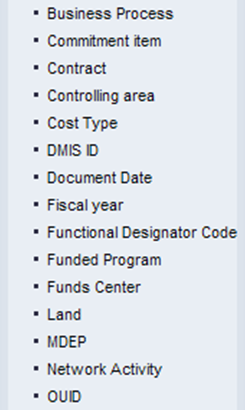 ▪ Business Process
▪ Commitment item
▪ Contract
▪ Controlling area
▪ Cost Type
▪ DMIS ID
▪ Document Date
▪ Fiscal year
▪ Functional Designator Code
▪ Funded Program
▪ Funds Center
▪ Land
▪ MDEP
▪ Network Activity
▪ OUID